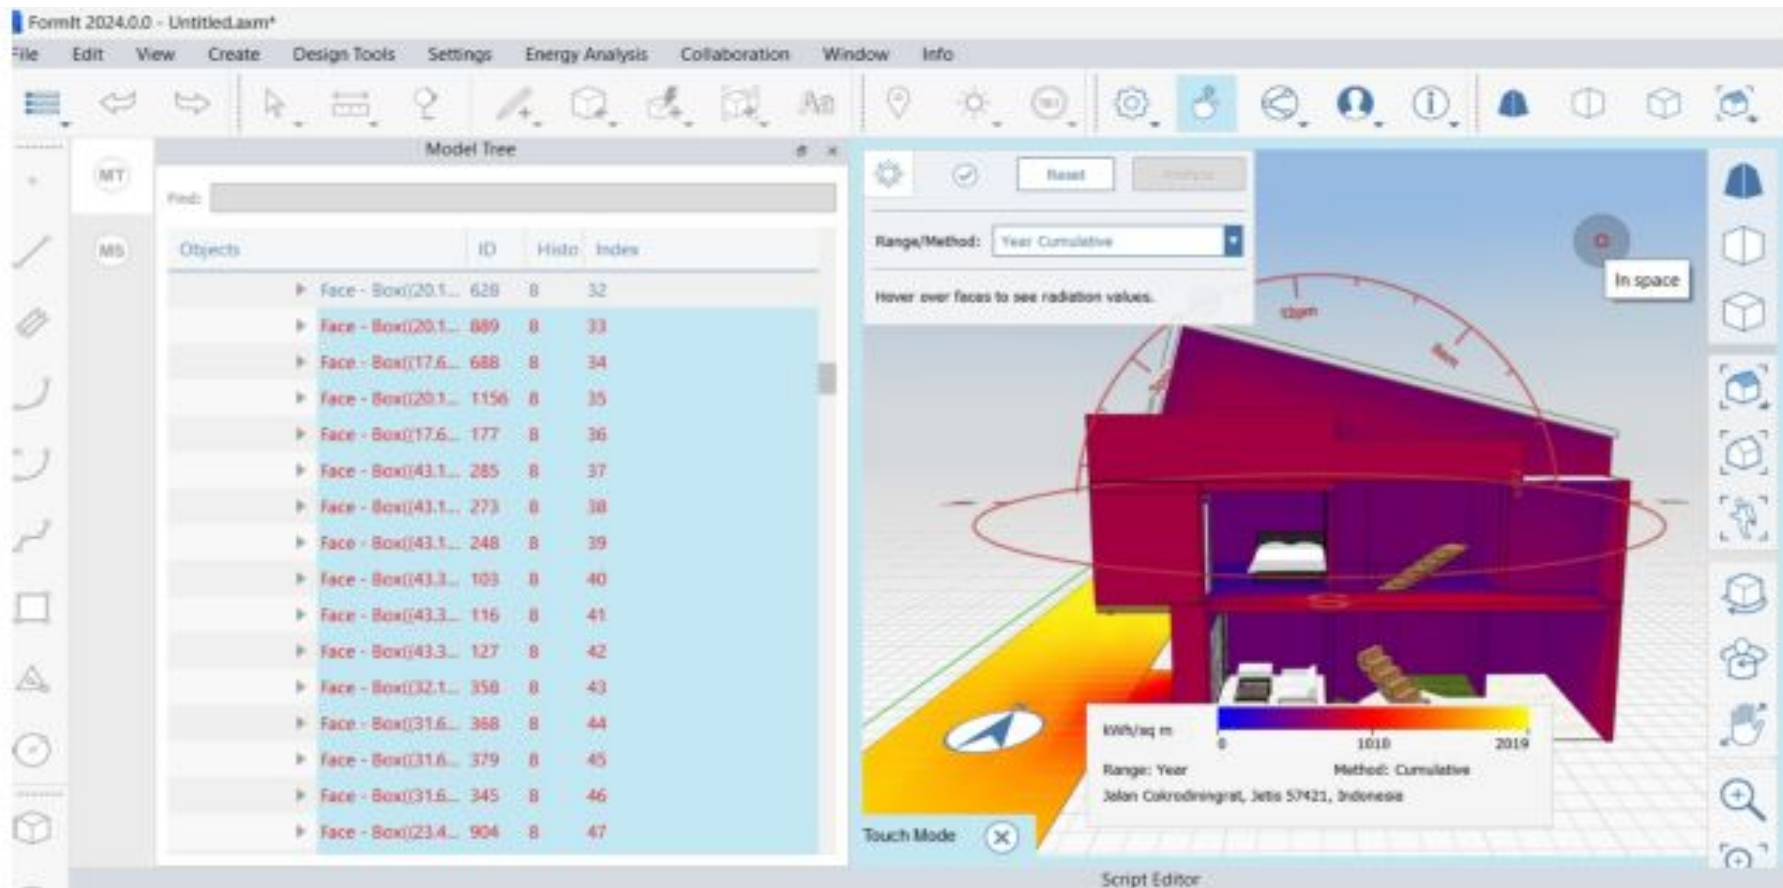 FormIt 2024.0.0 - Untitled.axm*
File Edit View Create Design Tools Settings Energy Analysis Collaboration Window Info
Aa
Model Tree
MT
Find:
MS
Objects ID Histo Index
Face - Box((20.1... 628 8 32
Face - Box((20.1... 889 8 33
Face - Box((17.6... 688 8 34
Face - Box((20.1... 1156 8 35
Face - Box((17.6... 177 8 36
Face - Box((43.1... 285 8 37
Face - Box((43.1... 273 8 38
Face - Box((43.1... 248 8 39
Face - Box((43.3... 103 8 40
Face - Box((43.3... 116 8 41
Face - Box((43.3... 127 8 42
Face - Box((32.1... 358 8 43
Face - Box((31.6... 368 8 44
Face - Box((31.6... 379 8 45
Face - Box((31.6... 345 8 46
Face - Box((23.4... 904 8 47
Reset
Range/Method: Year Cumulative
Hover over faces to see radiation values.
In space
12pm
kWh/sq m
0 1010 2019
Range: Year Method: Cumulative
Jalan Cokrodiningrat, Jetis 57421, Indonesia
Touch Mode
Script Editor